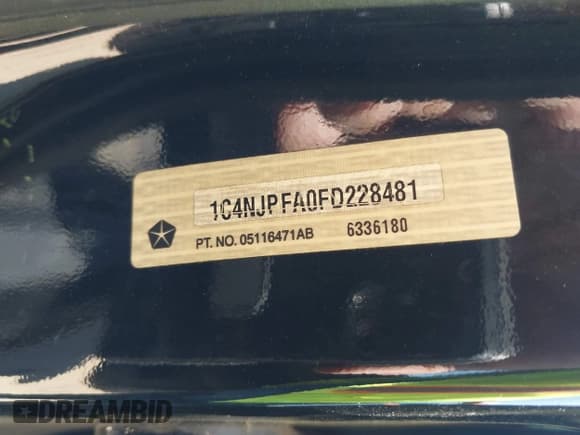 1C4NJPFA0FD228481
PT. NO. 05116471AB 6336180
DREAMBID